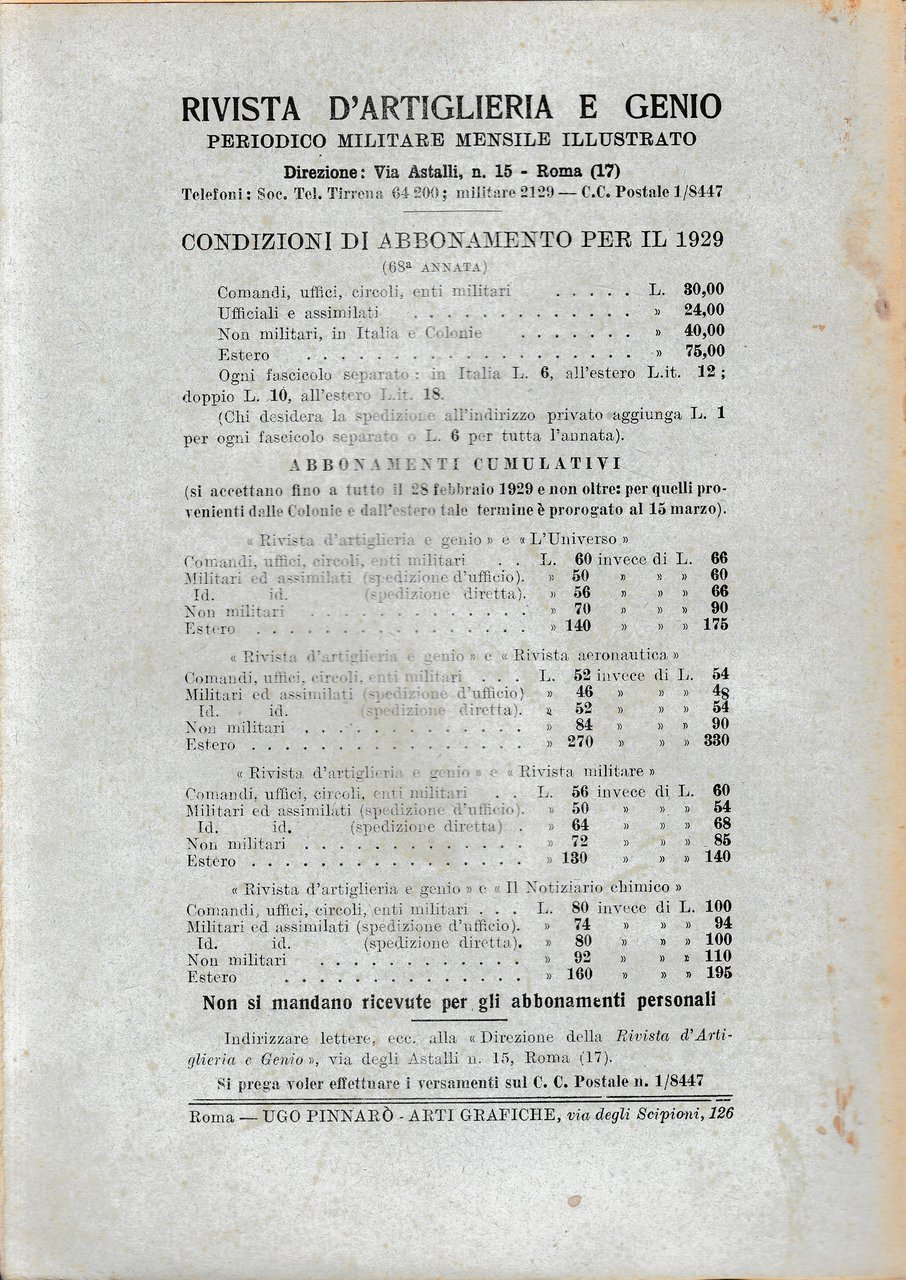 RIVISTA D'ARTIGLIERIA E GENIO
PERIODICO MILITARE MENSILE ILLUSTRATO
Direzione: Via Astalli, n. 15 - Roma (17)
Telefoni: Soc. Tel. Tirrena 64 200; militare 2129 — C.C. Postale 1/8447
CONDIZIONI DI ABBONAMENTO PER IL 1929
(68ª ANNATA)
Comandi, uffici, circoli, enti militari . . . . . L. 30,00
Ufficiali e assimilati . . . . . . . . . . . . . » 24,00
Non militari, in Italia e Colonie . . . . . . . » 40,00
Estero . . . . . . . . . . . . . . . . . . . » 75,00
Ogni fascicolo separato: in Italia L. 6, all'estero L.it. 12;
doppio L. 10, all'estero L.it. 18.
(Chi desidera la spedizione all'indirizzo privato aggiunga L. 1
per ogni fascicolo separato o L. 6 per tutta l'annata).
ABBONAMENTI CUMULATIVI
(si accettano fino a tutto il 28 febbraio 1929 e non oltre: per quelli pro-
venienti dalle Colonie e dall'estero tale termine è prorogato al 15 marzo).
« Rivista d'artiglieria e genio » e « L'Universo »
Comandi, uffici, circoli, enti militari . . L. 60 invece di L. 66
Militari ed assimilati (spedizione d'ufficio). » 50 » » » 60
Id. id. (spedizione diretta). » 56 » » » 66
Non militari . . . . . . . . . . . . » 70 » » » 90
Estero . . . . . . . . . . . . . . . » 140 » » » 175
« Rivista d'artiglieria e genio » e « Rivista aeronautica »
Comandi, uffici, circoli, enti militari . . . L. 52 invece di L. 54
Militari ed assimilati (spedizione d'ufficio) » 46 » » » 48
Id. id. (spedizione diretta). » 52 » » » 54
Non militari . . . . . . . . . . . . » 84 » » » 90
Estero . . . . . . . . . . . . . . . » 270 » » » 330
« Rivista d'artiglieria e genio » e « Rivista militare »
Comandi, uffici, circoli, enti militari . . L. 56 invece di L. 60
Militari ed assimilati (spedizione d'ufficio). » 50 » » » 54
Id. id. (spedizione diretta) . » 64 » » » 68
Non militari . . . . . . . . . . . . » 72 » » » 85
Estero . . . . . . . . . . . . . . . » 130 » » » 140
« Rivista d'artiglieria e genio » e « Il Notiziario chimico »
Comandi, uffici, circoli, enti militari . . . L. 80 invece di L. 100
Militari ed assimilati (spedizione d'ufficio). » 74 » » » 94
Id. id. (spedizione diretta). » 80 » » » 100
Non militari . . . . . . . . . . . . » 92 » » » 110
Estero . . . . . . . . . . . . . » 160 » » » 195
Non si mandano ricevute per gli abbonamenti personali
Indirizzare lettere, ecc. alla « Direzione della Rivista d'Arti-
glieria e Genio », via degli Astalli n. 15, Roma (17).
Si prega voler effettuare i versamenti sul C. C. Postale n. 1/8447
Roma — UGO PINNARÒ - ARTI GRAFICHE, via degli Scipioni, 126